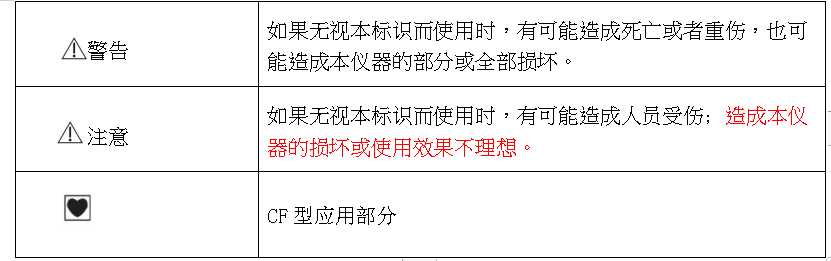 如果无视本标识而使用时，有可能造成死亡或者重伤，也可
警告
能造成本仪器的部分或全部损坏。
如果无视本标识而使用时，有可能造成人员受伤；造成本仪
注意
器的损坏或使用效果不理想。
CF 型应用部分